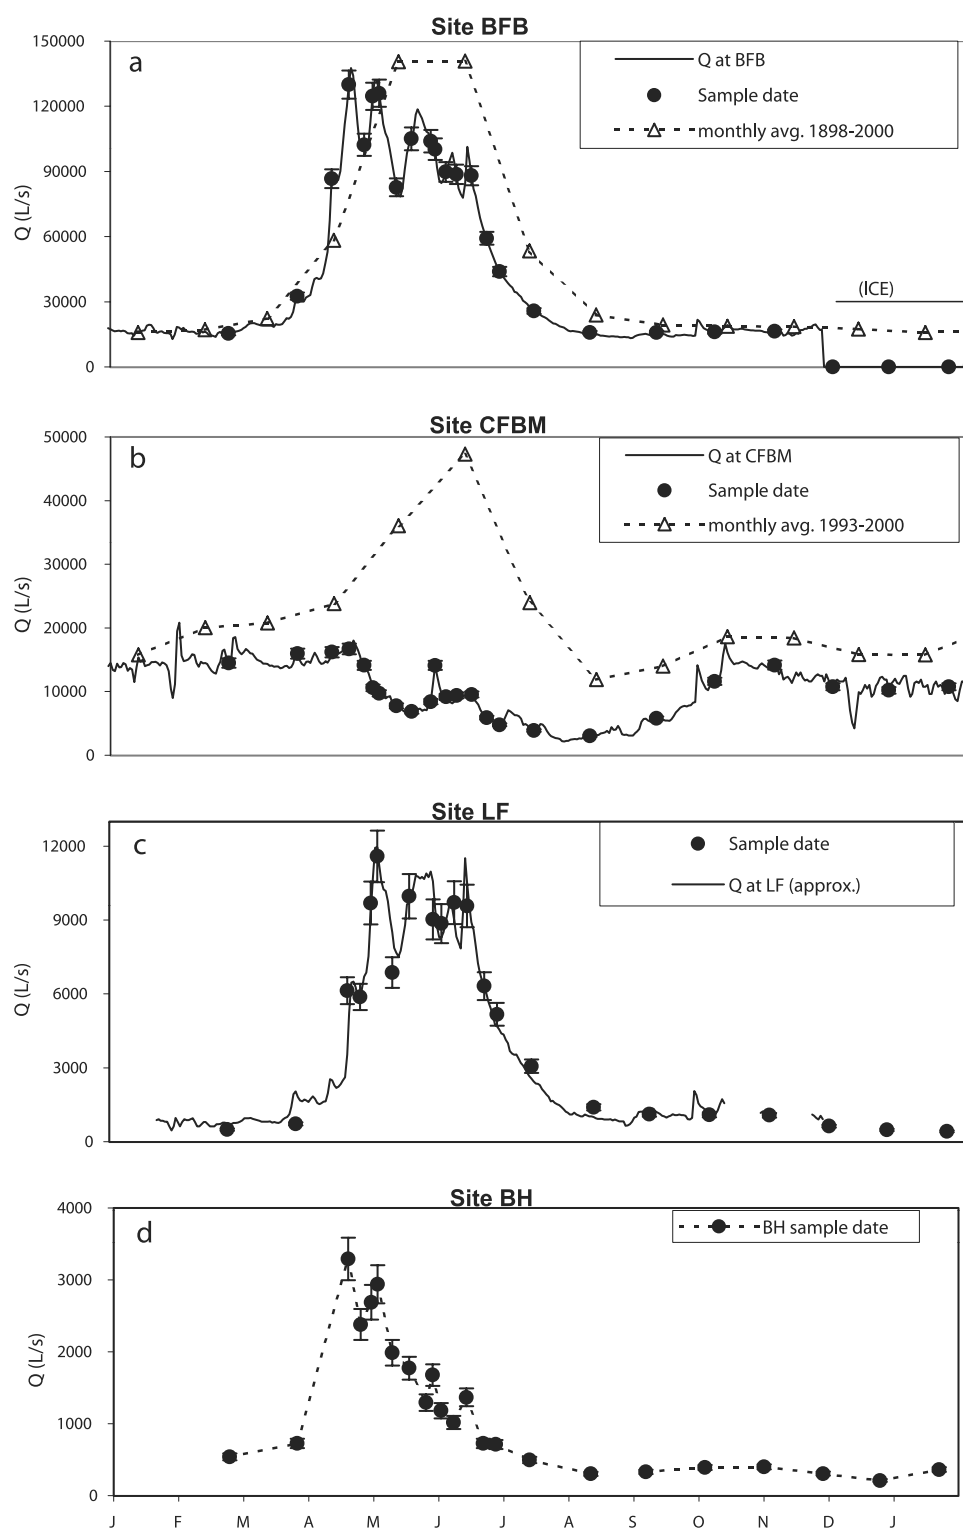 Site BFB
150000
120000
90000
60000
30000
0
Q (L/s)
a
Q at BFB
Sample date
monthly avg. 1898-2000
(ICE)
Site CFBM
50000
40000
30000
20000
10000
0
Q (L/s)
b
Q at CFBM
Sample date
monthly avg. 1993-2000
Site LF
12000
9000
6000
3000
0
Q (L/s)
c
Sample date
Q at LF (approx.)
Site BH
4000
3000
2000
1000
0
Q (L/s)
d
BH sample date
J F M A M J J A S O N D J